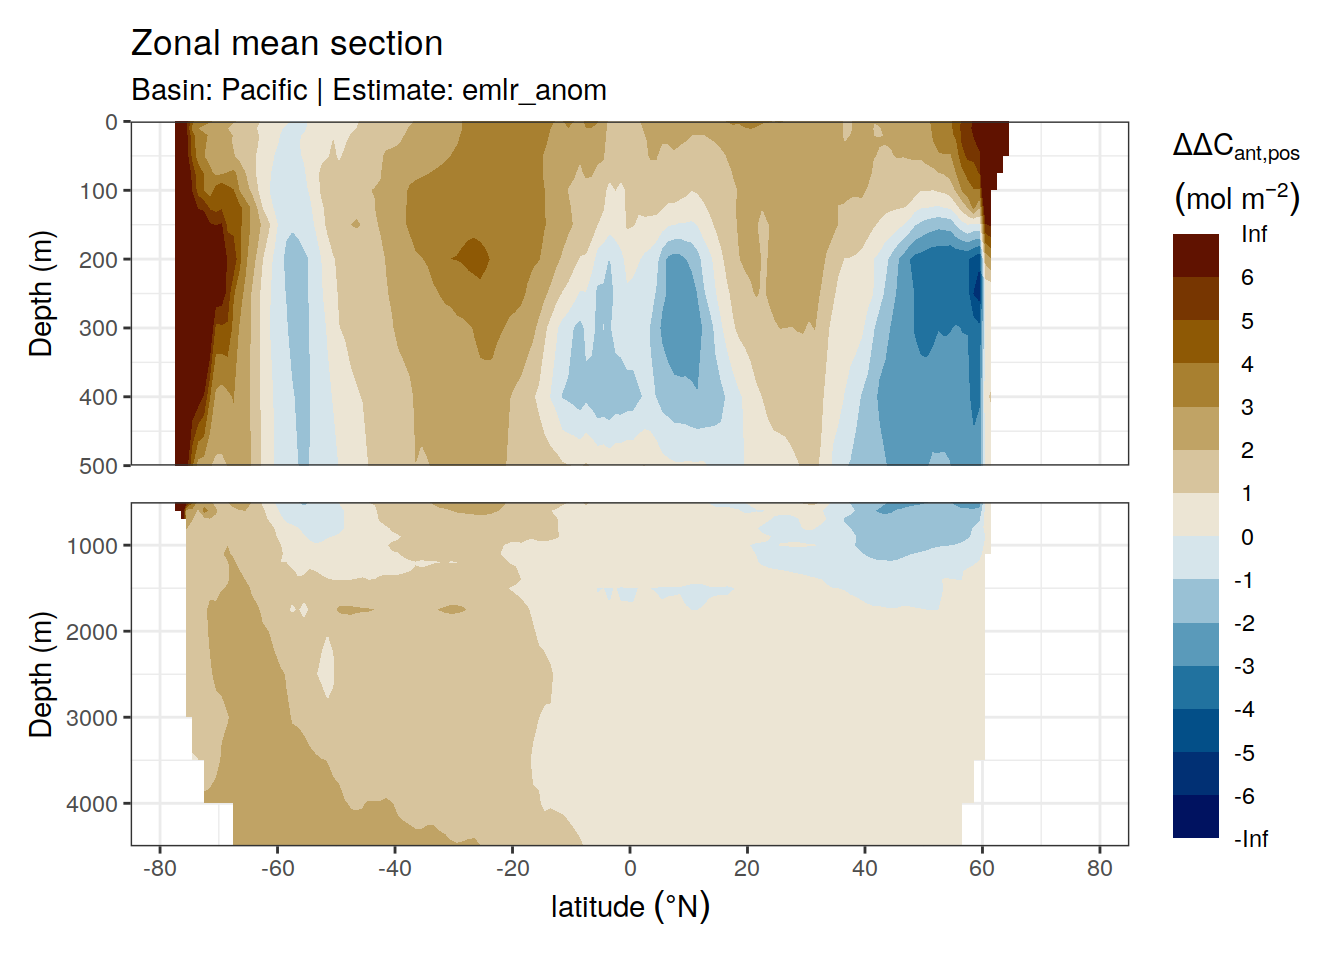 Zonal mean section
Basin: Pacific | Estimate: emlr_anom
Depth (m)
0
100
200
300
400
500
Depth (m)
1000
2000
3000
4000
-80 -60 -40 -20 0 20 40 60 80
latitude (°N)
ΔΔC_ant,pos
(mol m⁻²)
Inf
6
5
4
3
2
1
0
-1
-2
-3
-4
-5
-6
-Inf